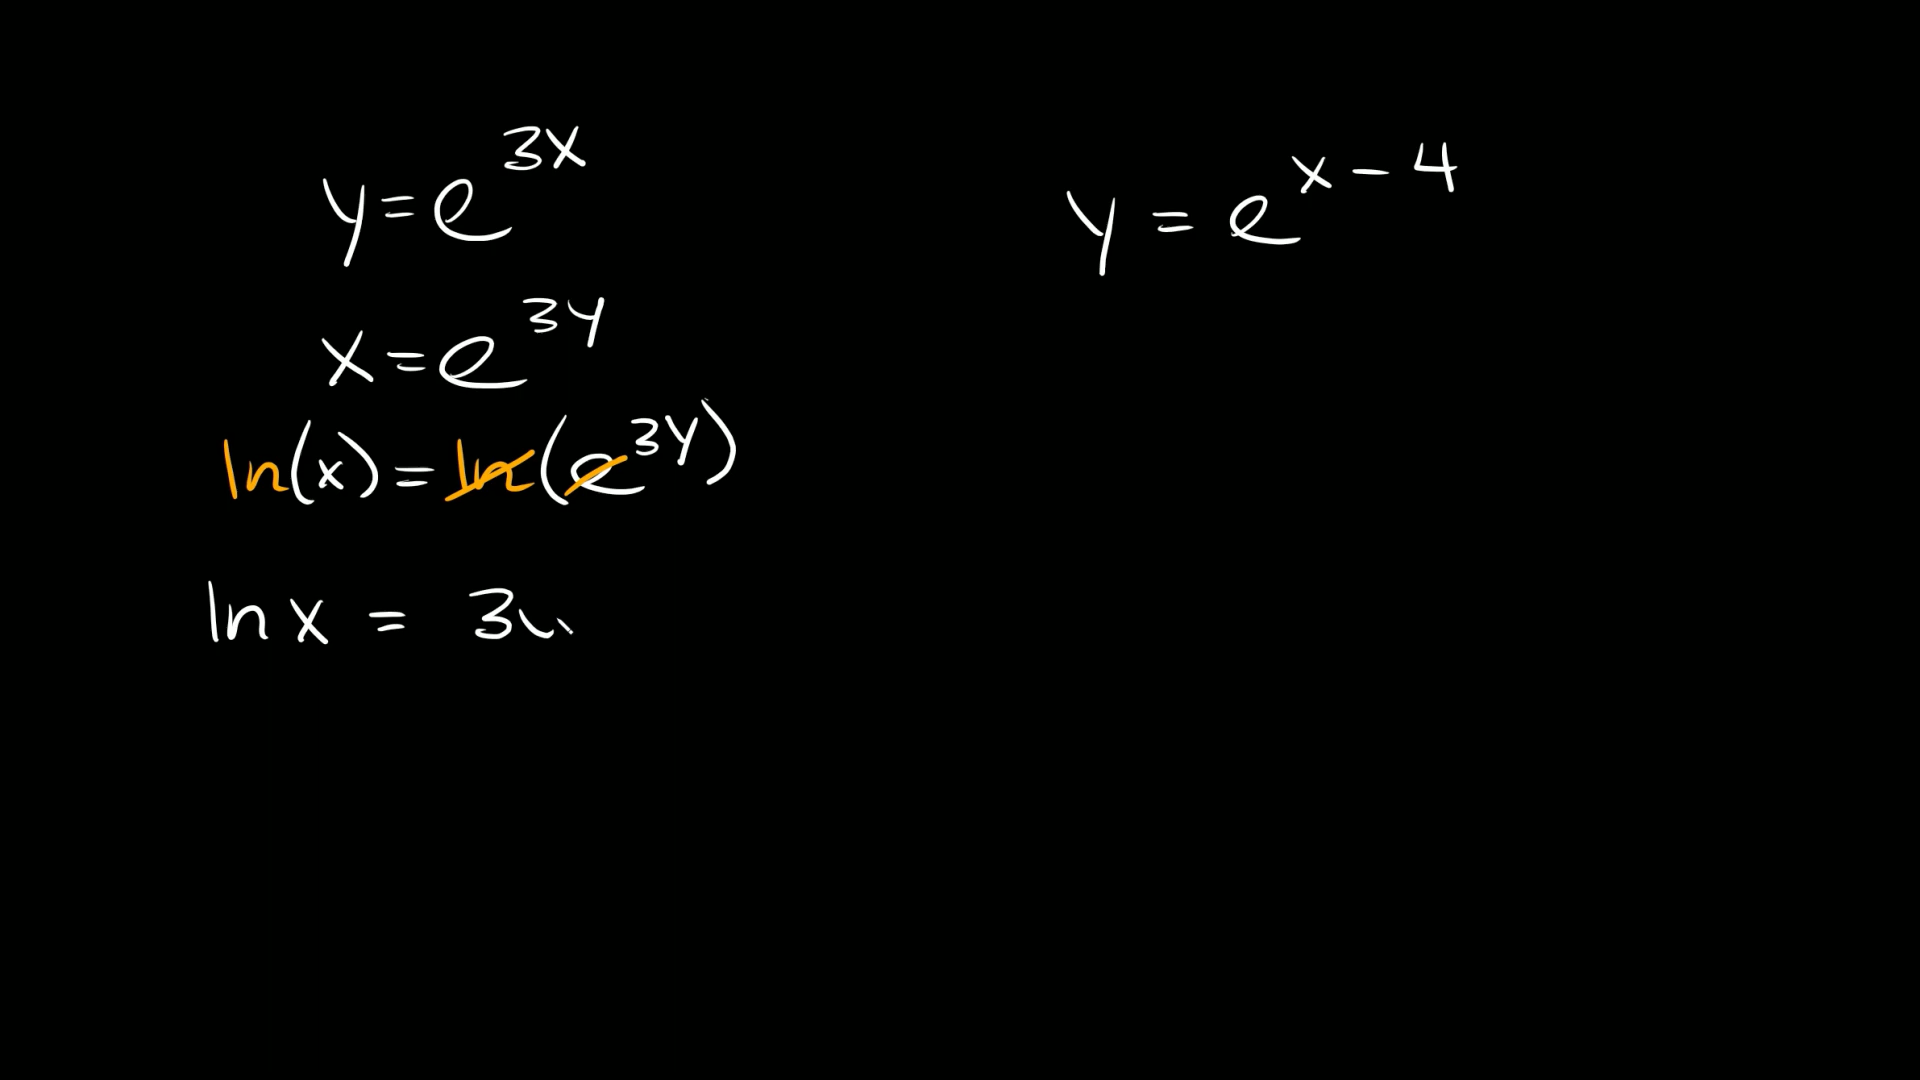 y=e^{3x}
x=e^{3y}
ln(x)=ln(e^{3y})
ln x = 3
y = e^{x-4}